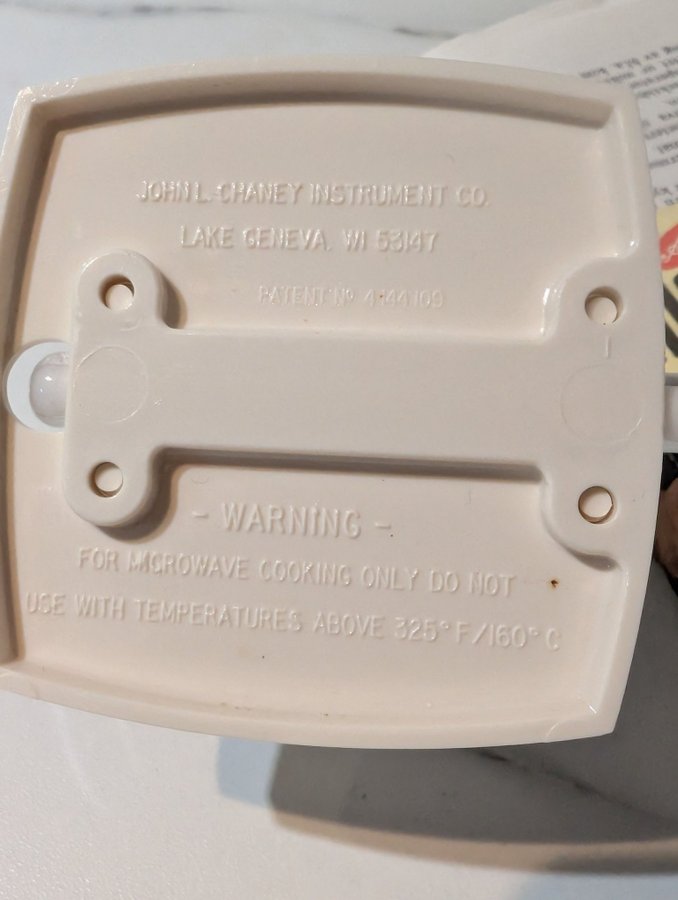 JOHN L. CHANEY INSTRUMENT CO.
LAKE GENEVA, WI 53147
PATENT Nº 4144109
- WARNING -
FOR MICROWAVE COOKING ONLY DO NOT
USE WITH TEMPERATURES ABOVE 325° F/160° C